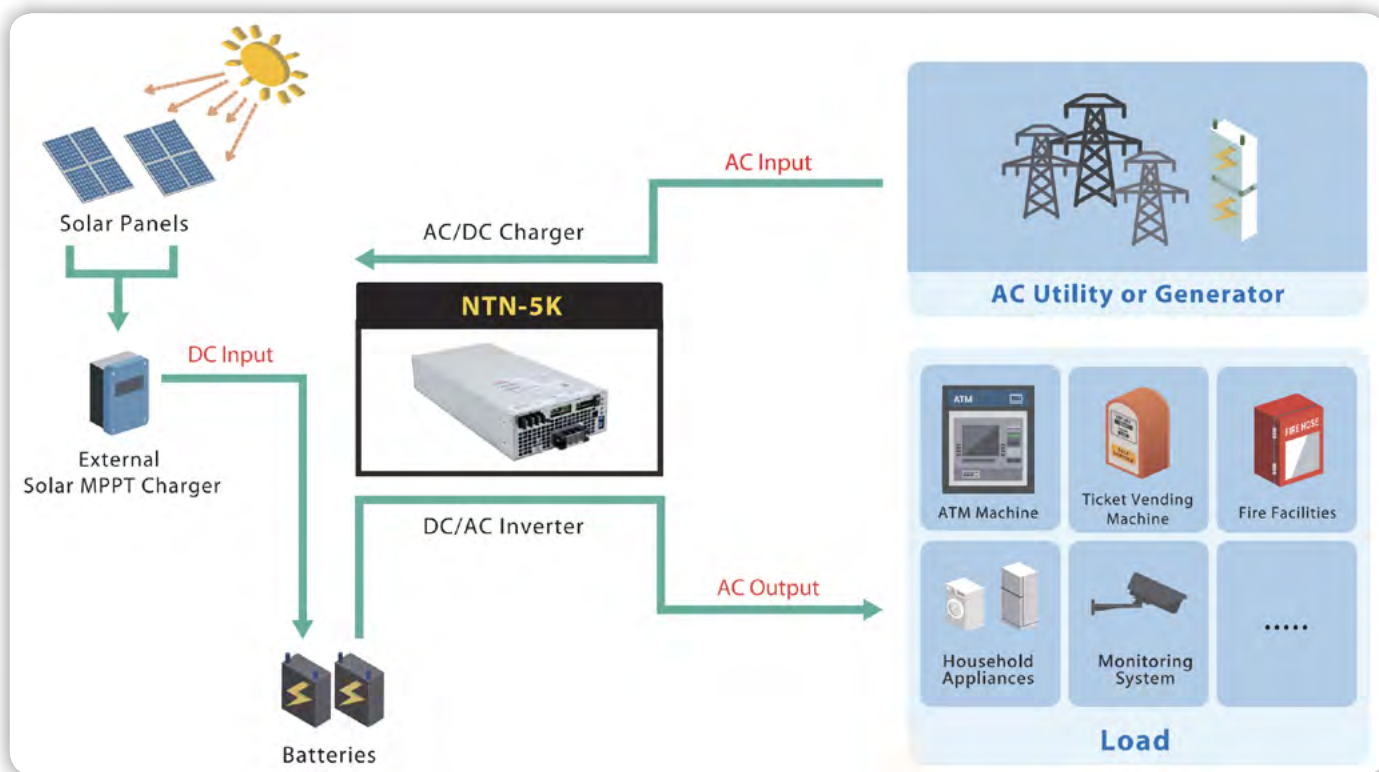 Solar Panels
External
Solar MPPT Charger
DC Input
Batteries
AC/DC Charger
AC Input
NTN-5K
DC/AC Inverter
AC Output
AC Utility or Generator
ATM
ATM Machine
Ticket Vending
Machine
FIRE HOSE
Fire Facilities
Household
Appliances
Monitoring
System
.....
Load